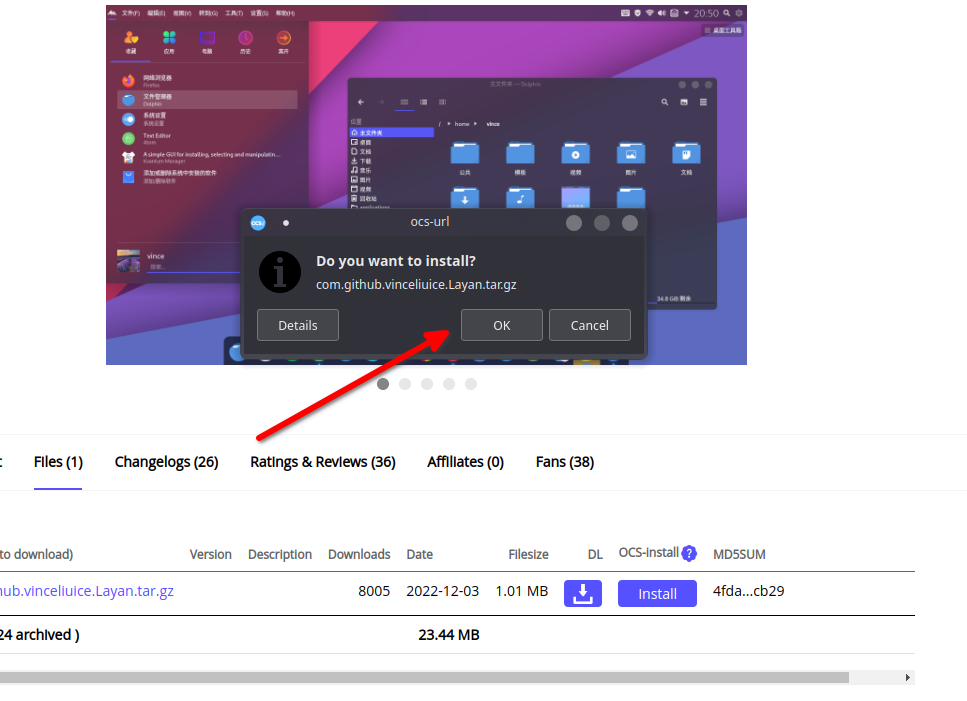 文件(F) 编辑(E) 视图(V) 转到(G) 工具(T) 设置(S) 帮助(H)
20:50
桌面工具箱
收藏 应用 电脑 历史 离开
网络浏览器
Firefox
文件管理器
Dolphin
系统设置
系统设置
Text Editor
Atom
A simple GUI for installing, selecting and manipulatin...
Kvantum Manager
添加或删除系统中安装的软件
添加/删除软件
vince
搜索...
主文件夹 — Dolphin
/ home vince
位置
主文件夹
桌面
文档
下载
音乐
图片
视频
回收站
applications
公共 模板 视频 图片 文档
34.8 GiB 剩余
OCS
ocs-url
Do you want to install?
com.github.vinceliuice.Layan.tar.gz
Details OK Cancel
Files (1) Changelogs (26) Ratings & Reviews (36) Affiliates (0) Fans (38)
to download) Version Description Downloads Date Filesize DL OCS-Install ? MD5SUM
hub.vinceliuice.Layan.tar.gz 8005 2022-12-03 1.01 MB Install 4fda...cb29
24 archived ) 23.44 MB